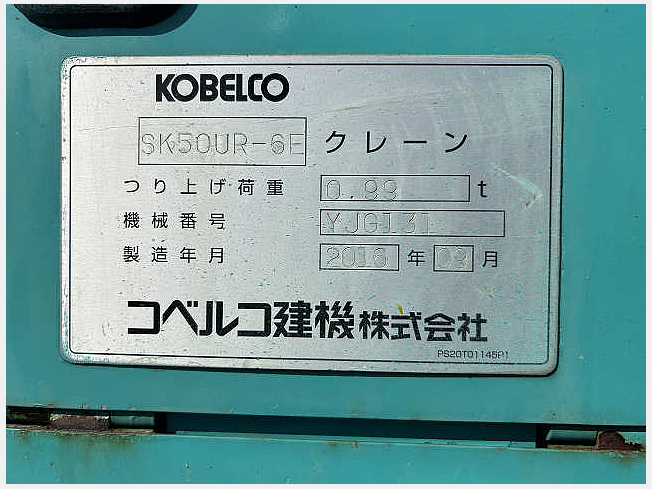 KOBELCO
SK50UR-6E クレーン
つり上げ荷重 0.99 t
機械番号 YJG131
製造年月 2016 年 09 月
コベルコ建機株式会社
PS20T01145P1